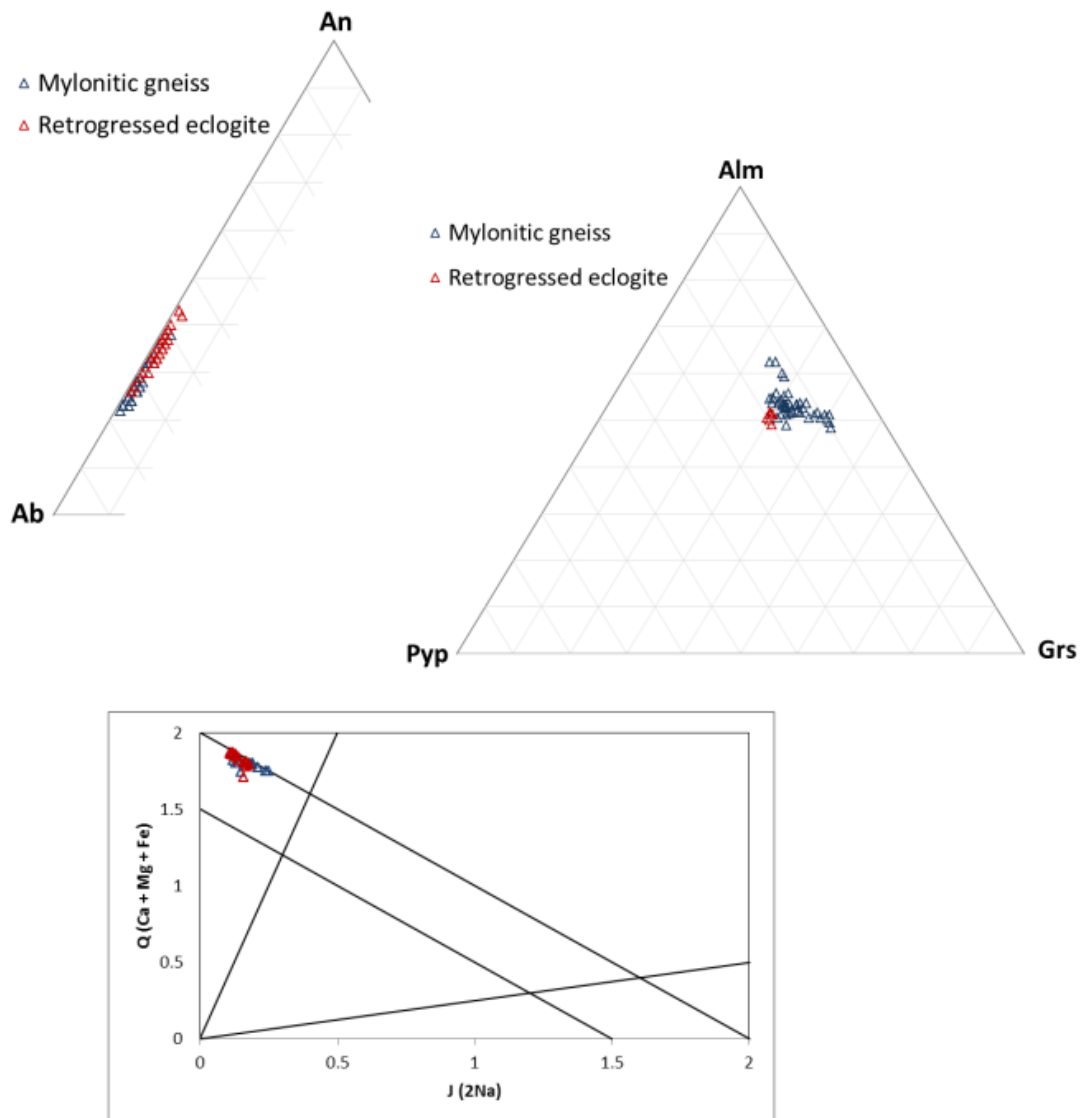 An
Mylonitic gneiss
Retrogressed eclogite
Ab
Alm
Mylonitic gneiss
Retrogressed eclogite
Pyp
Grs
2
1.5
1
0.5
0
Q (Ca + Mg + Fe)
0
0.5
1
1.5
2
J (2Na)